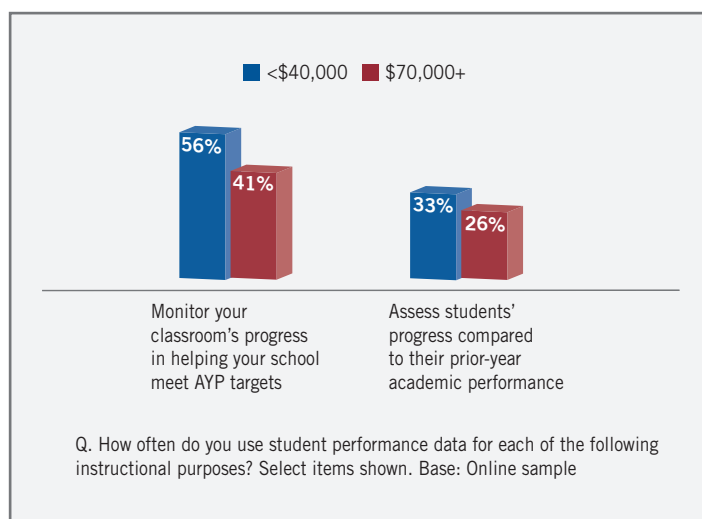 <$40,000 $70,000+
56%
41%
33%
26%
Monitor your
classroom’s progress
in helping your school
meet AYP targets
Assess students’
progress compared
to their prior-year
academic performance
Q. How often do you use student performance data for each of the following
instructional purposes? Select items shown. Base: Online sample